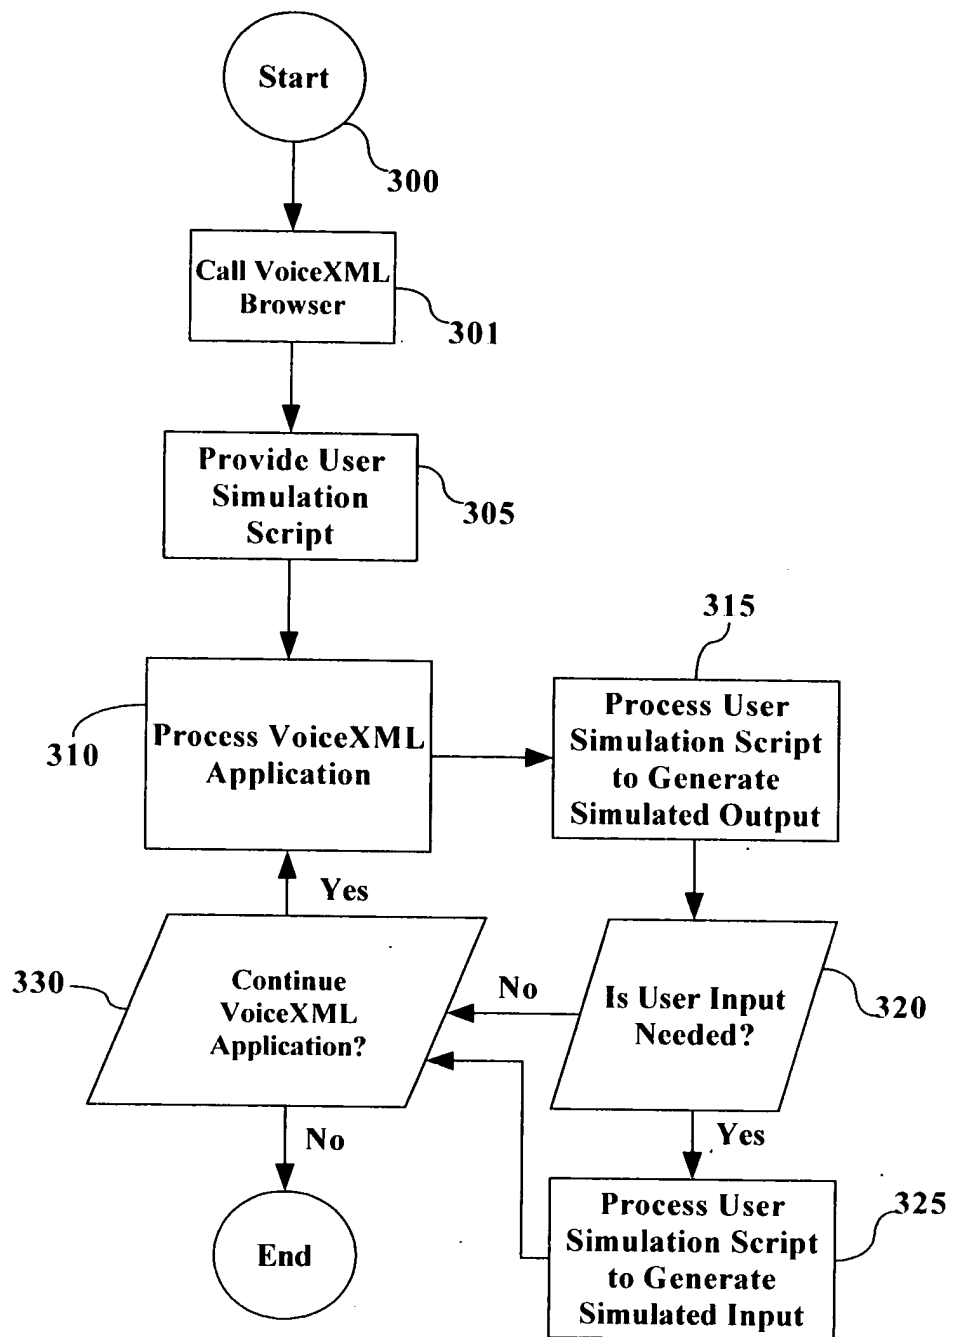 Start
300
Call VoiceXML
Browser
301
Provide User
Simulation
Script
305
315
Process VoiceXML
Application
310
Process User
Simulation Script
to Generate
Simulated Output
Yes
330
Continue
VoiceXML
Application?
No
Is User Input
Needed?
320
No
Yes
End
Process User
Simulation Script
to Generate
Simulated Input
325